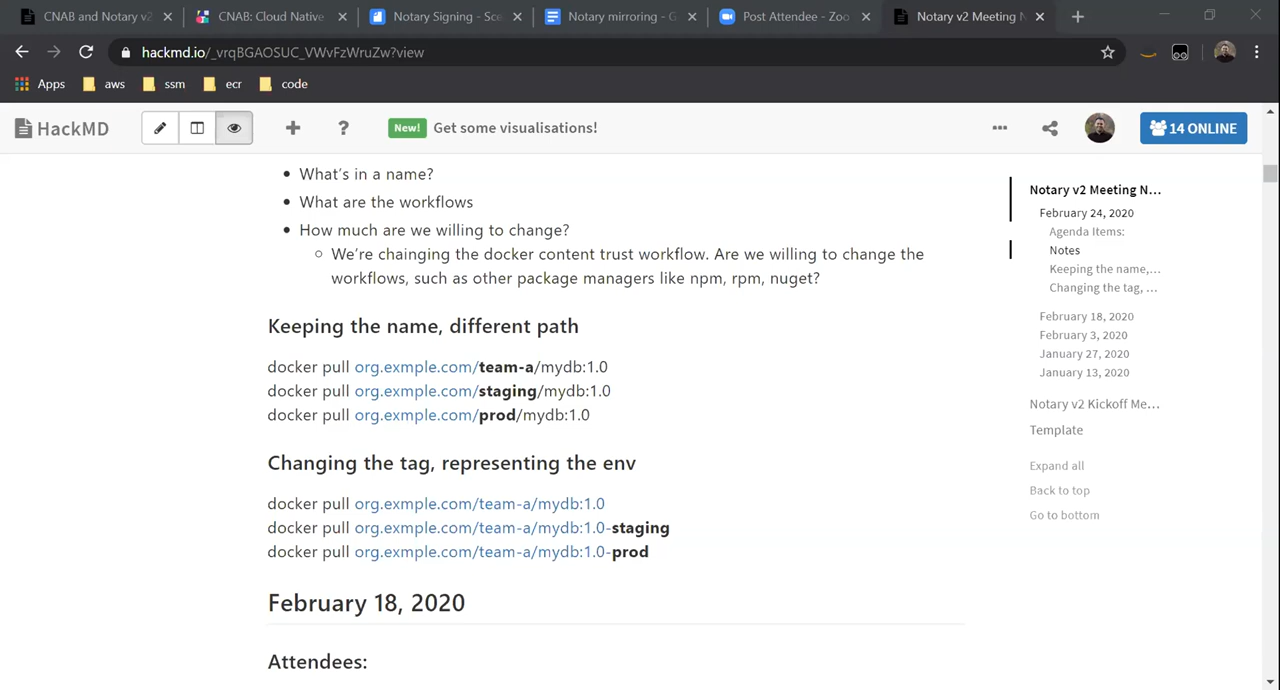 CNAB and Notary v2
CNAB: Cloud Native
Notary Signing - Sce
Notary mirroring - G
Post Attendee - Zoo
Notary v2 Meeting N
hackmd.io/_vrqBGAOSUC_VWvFzWruZw?view
Apps
aws
ssm
ecr
code
HackMD
?
New!
Get some visualisations!
14 ONLINE
What's in a name?
What are the workflows
How much are we willing to change?
We're chainging the docker content trust workflow. Are we willing to change the
workflows, such as other package managers like npm, rpm, nuget?
Keeping the name, different path
docker pull org.exmple.com/team-a/mydb:1.0
docker pull org.exmple.com/staging/mydb:1.0
docker pull org.exmple.com/prod/mydb:1.0
Changing the tag, representing the env
docker pull org.exmple.com/team-a/mydb:1.0
docker pull org.exmple.com/team-a/mydb:1.0-staging
docker pull org.exmple.com/team-a/mydb:1.0-prod
February 18, 2020
Attendees:
Notary v2 Meeting N...
February 24, 2020
Agenda Items:
Notes
Keeping the name,...
Changing the tag, ...
February 18, 2020
February 3, 2020
January 27, 2020
January 13, 2020
Notary v2 Kickoff Me...
Template
Expand all
Back to top
Go to bottom